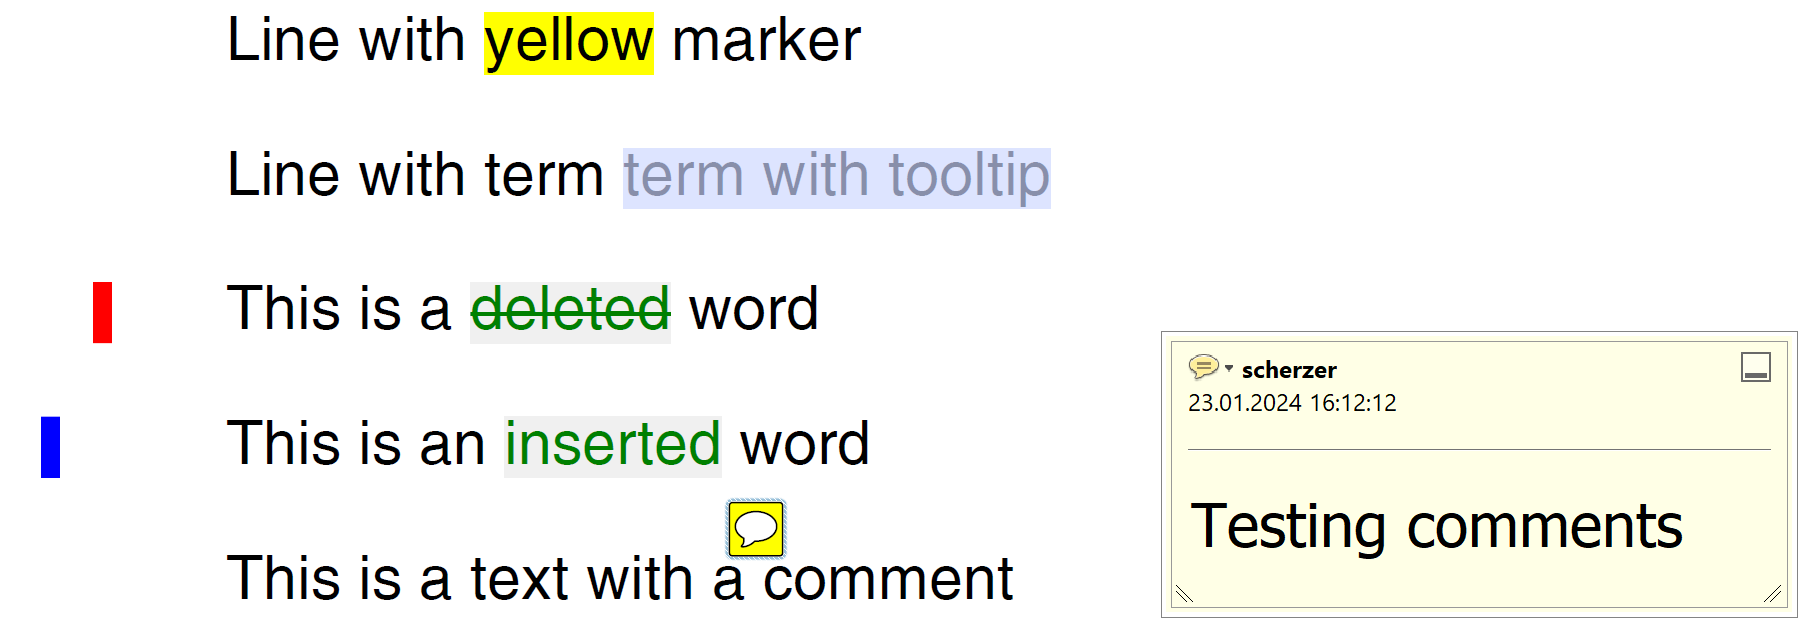 Line with yellow marker
Line with term term with tooltip
This is a deleted word
This is an inserted word
This is a text with a comment
scherzer
23.01.2024 16:12:12
Testing comments